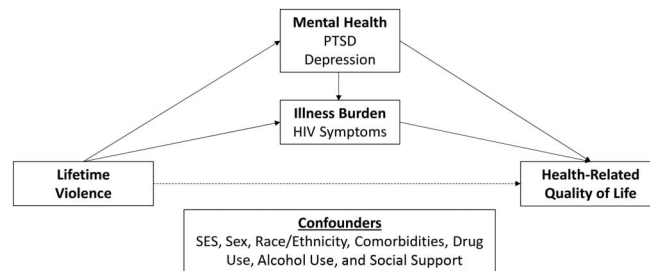 Mental Health
PTSD
Depression
Illness Burden
HIV Symptoms
Lifetime
Violence
Health-Related
Quality of Life
Confounders
SES, Sex, Race/Ethnicity, Comorbidities, Drug
Use, Alcohol Use, and Social Support